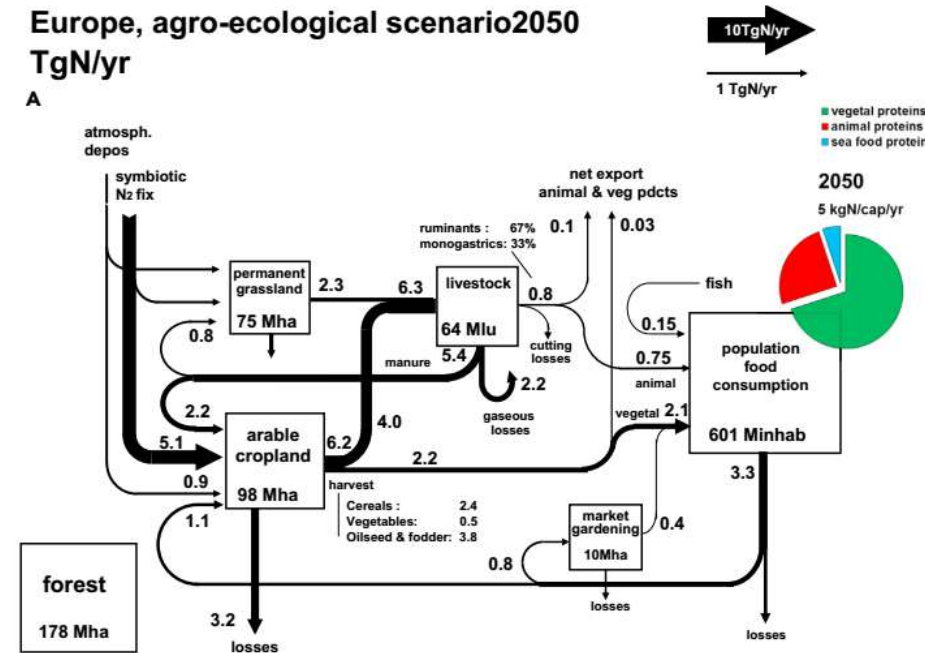 Europe, agro-ecological scenario2050
TgN/yr
10TgN/yr
1 TgN/yr
A
vegetal proteins
animal proteins
sea food protein
2050
5 kgN/cap/yr
atmosph.
depos
symbiotic
N2 fix
net export
animal & veg pdcts
0.1
0.03
ruminants : 67%
monogastrics: 33%
permanent
grassland
75 Mha
2.3
6.3
livestock
64 Mlu
0.8
fish
0.15
cutting
losses
0.8
manure
5.4
2.2
gaseous
losses
0.75
animal
population
food
consumption
601 Minhab
2.2
4.0
vegetal
2.1
5.1
arable
cropland
98 Mha
6.2
2.2
3.3
0.9
1.1
harvest
Cereals : 2.4
Vegetables: 0.5
Oilseed & fodder: 3.8
market
gardening
10Mha
0.4
0.8
forest
178 Mha
3.2
losses
losses
losses